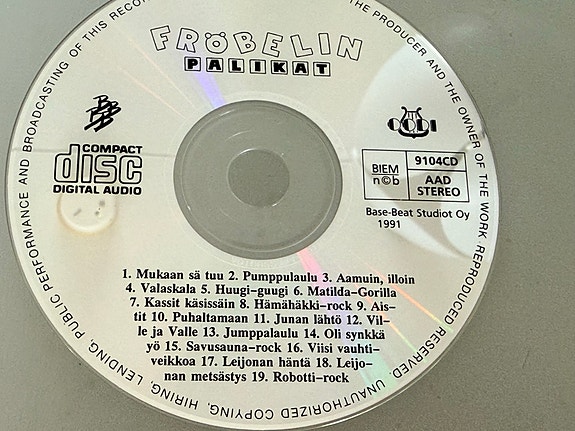 FRÖBELIN
PALIKAT
BBBB
COMPACT
disc
DIGITAL AUDIO
BIEM
n©b
9104CD
AAD
STEREO
Base-Beat Studiot Oy
1991
1. Mukaan sä tuu 2. Pumppulaulu 3. Aamuin, illoin
4. Valaskala 5. Huugi-guugi 6. Matilda-Gorilla
7. Kassit käsissäin 8. Hämähäkki-rock 9. Ais-
tit 10. Puhaltamaan 11. Junan lähtö 12. Vil-
le ja Valle 13. Jumppalaulu 14. Oli synkkä
yö 15. Savusauna-rock 16. Viisi vauhti-
veikkoa 17. Leijonan häntä 18. Leijo-
nan metsästys 19. Robotti-rock
THE PRODUCER AND THE OWNER OF THE WORK REPRODUCED RESERVED. UNAUTHORIZED COPYING, HIRING, LENDING, PUBLIC PERFORMANCE AND BROADCASTING OF THIS RECO